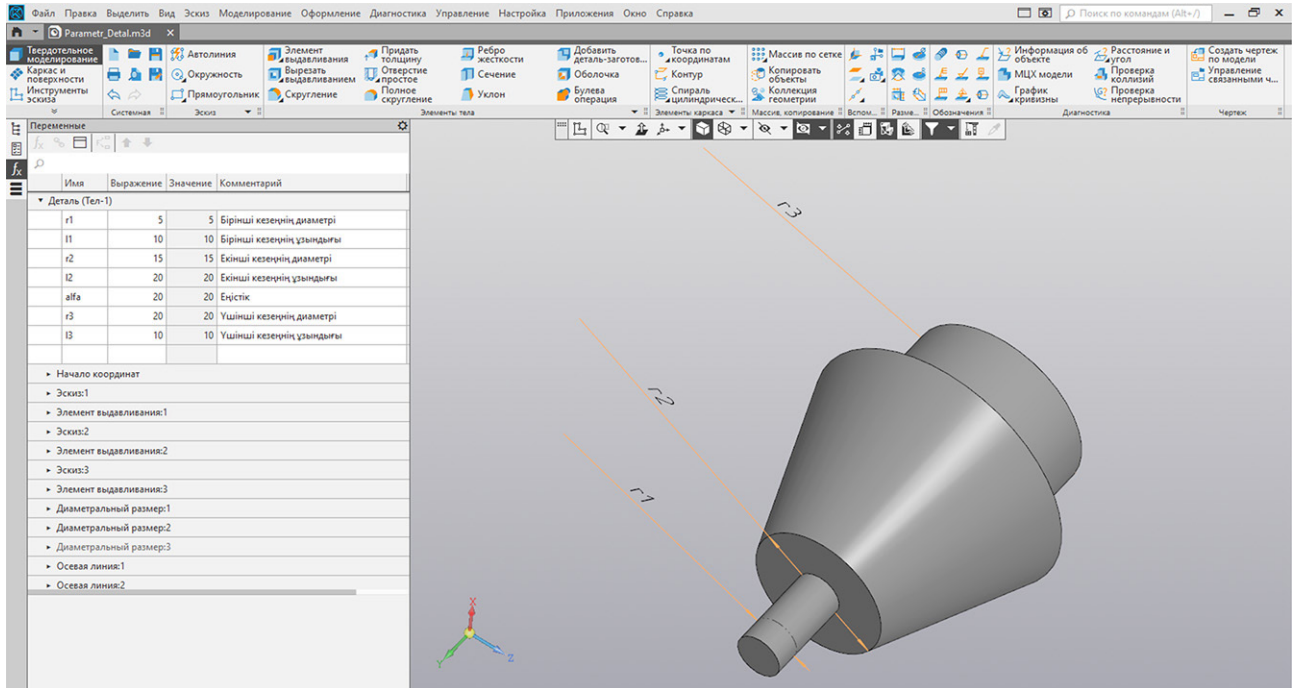 Файл Правка Выделить Вид Эскиз Моделирование Оформление Диагностика Управление Настройка Приложения Окно Справка
Поиск по командам (Alt+/)
Parametr_Detal.m3d
Твердотельное моделирование
Каркас и поверхности
Инструменты эскиза
Системная
Автолиния
Окружность
Прямоугольник
Эскиз
Элемент выдавливания
Вырезать выдавливанием
Скругление
Придать толщину
Отверстие простое
Полное скругление
Ребро жесткости
Сечение
Уклон
Добавить деталь-заготов...
Оболочка
Булева операция
Элементы тела
Точка по координатам
Контур
Спираль цилиндрическ...
Элементы каркаса
Массив по сетке
Копировать объекты
Коллекция геометрии
Массив, копирование
Вспом...
Разме...
Обозначения
Информация об объекте
МЦХ модели
График кривизны
Расстояние и угол
Проверка коллизий
Проверка непрерывности
Диагностика
Создать чертеж по модели
Управление связанными ч...
Чертеж
Переменные
Имя Выражение Значение Комментарий
Деталь (Тел-1)
r1 5 5 Бірінші кезеңнің диаметрі
l1 10 10 Бірінші кезеңнің ұзындығы
r2 15 15 Екінші кезеңнің диаметрі
l2 20 20 Екінші кезеңнің ұзындығы
alfa 20 20 Еңістік
r3 20 20 Үшінші кезеңнің диаметрі
l3 10 10 Үшінші кезеңнің ұзындығы
Начало координат
Эскиз:1
Элемент выдавливания:1
Эскиз:2
Элемент выдавливания:2
Эскиз:3
Элемент выдавливания:3
Диаметральный размер:1
Диаметральный размер:2
Диаметральный размер:3
Осевая линия:1
Осевая линия:2
r3
r2
r1
X
Y
Z